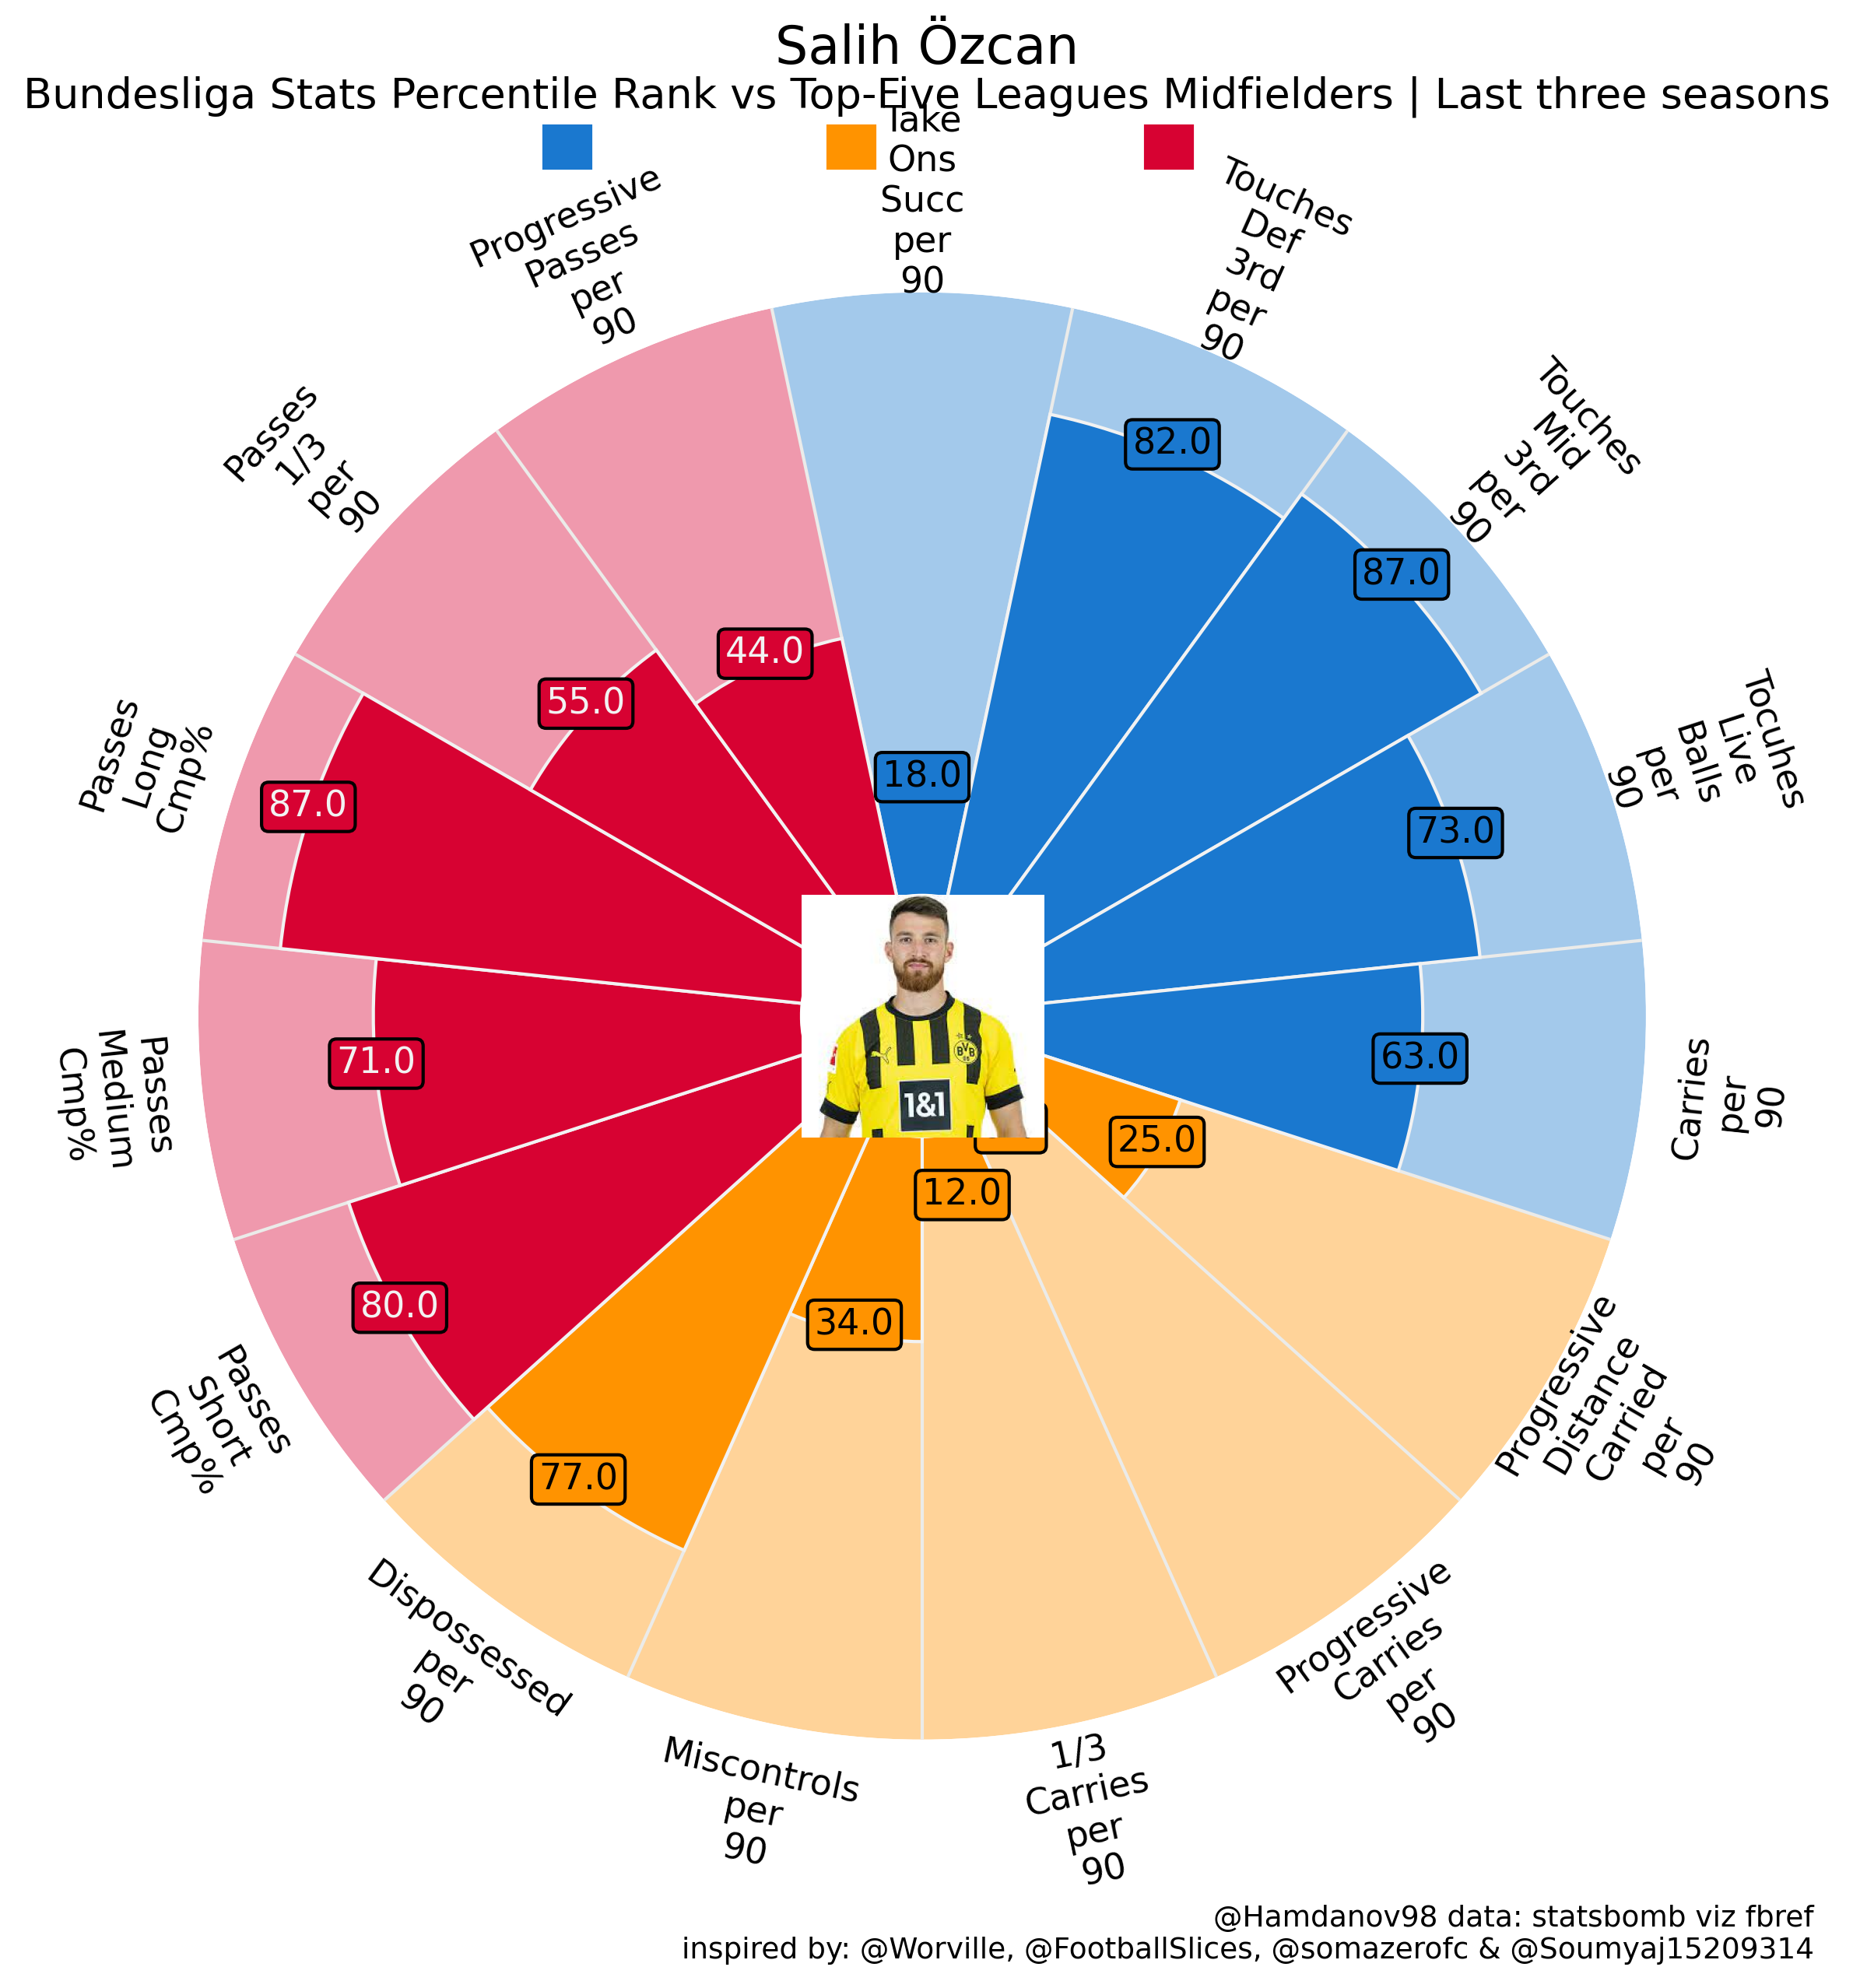 Salih Özcan
Bundesliga Stats Percentile Rank vs Top-Five Leagues Midfielders | Last three seasons
Take
Ons
Succ
per
90
Touches
Def
3rd
per
90
Touches
Mid
3rd
per
90
Tocuhes
Live
Balls
per
90
Carries
per
90
Progressive
Distance
Carried
per
90
Progressive
Carries
per
90
1/3
Carries
per
90
Miscontrols
per
90
Dispossessed
per
90
Passes
Short
Cmp%
Passes
Medium
Cmp%
Passes
Long
Cmp%
Passes
1/3
per
90
Progressive
Passes
per
90
18.0
82.0
87.0
73.0
63.0
25.0
12.0
34.0
77.0
80.0
71.0
87.0
55.0
44.0
BVB
09
1&1
@Hamdanov98 data: statsbomb viz fbref
inspired by: @Worville, @FootballSlices, @somazerofc & @Soumyaj15209314